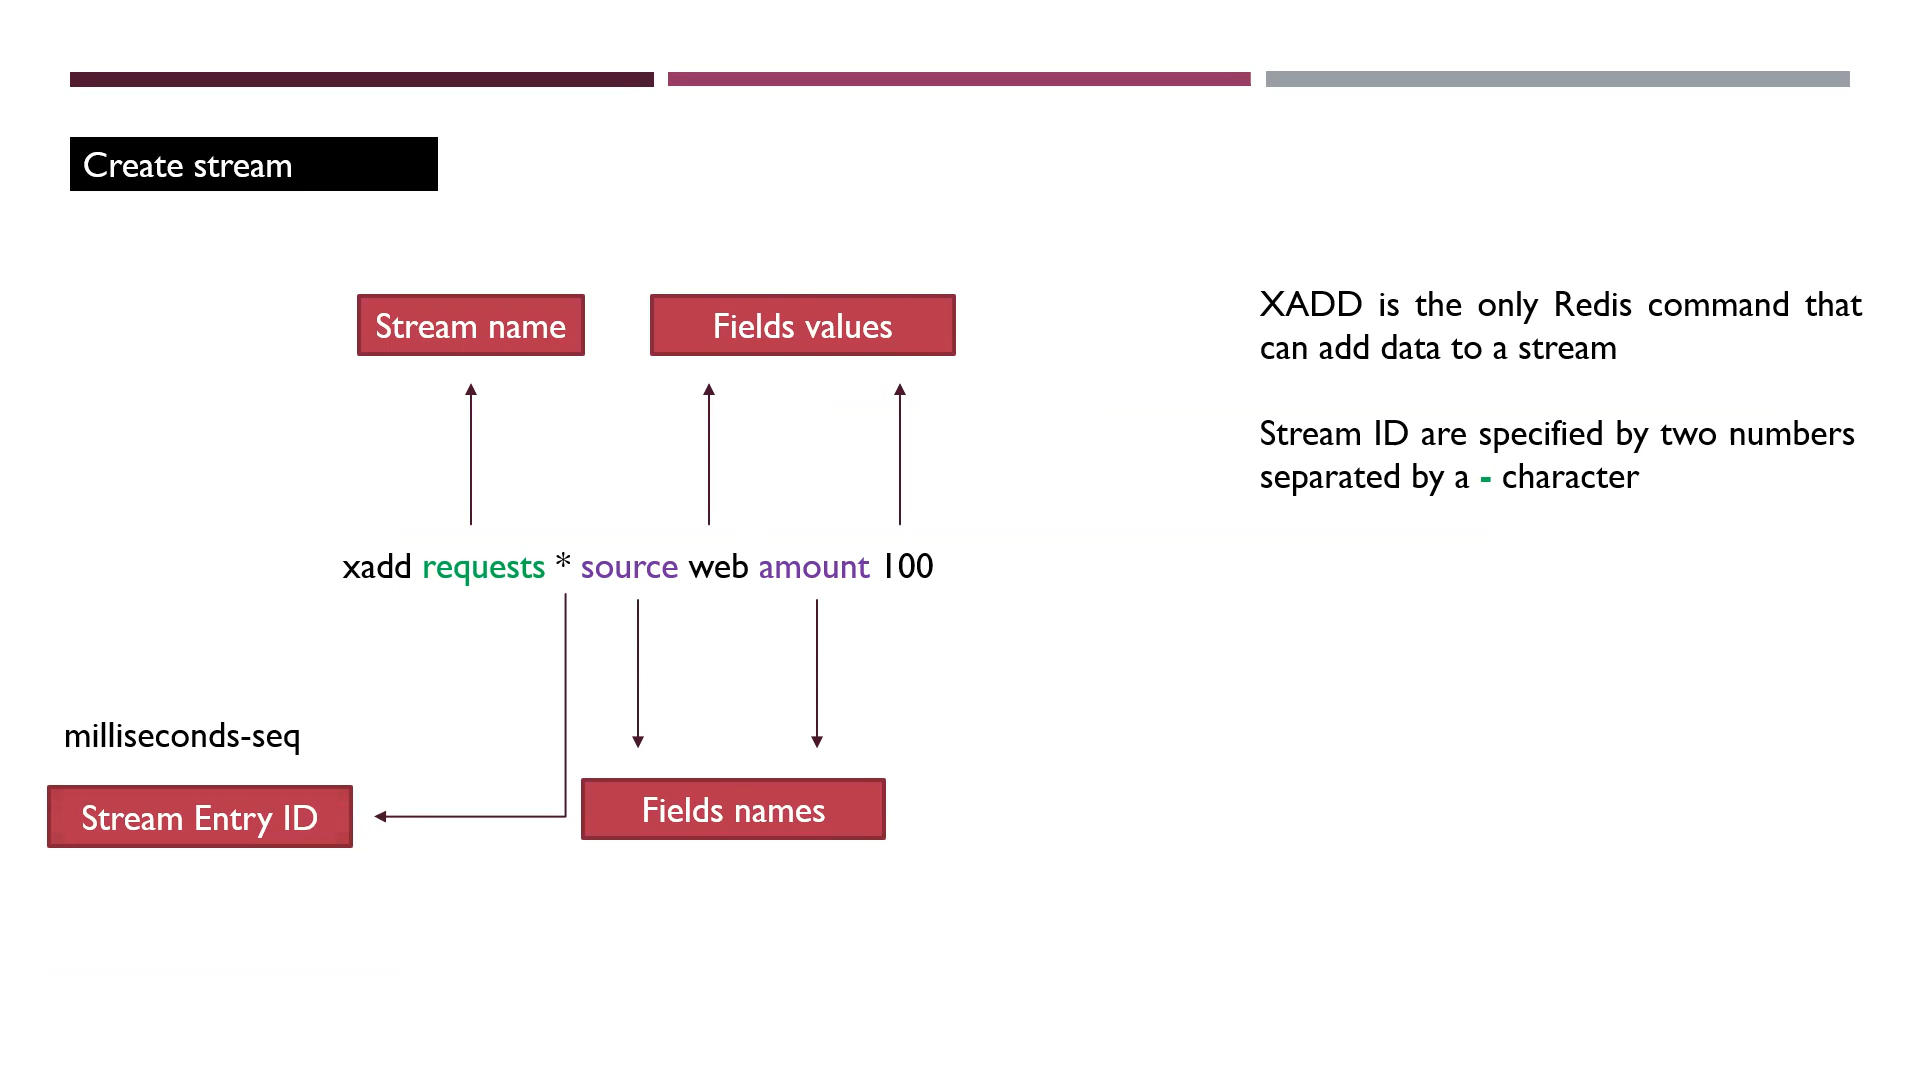 Create stream
Stream name
Fields values
XADD is the only Redis command that
can add data to a stream
Stream ID are specified by two numbers
separated by a - character
xadd requests * source web amount 100
milliseconds-seq
Stream Entry ID
Fields names